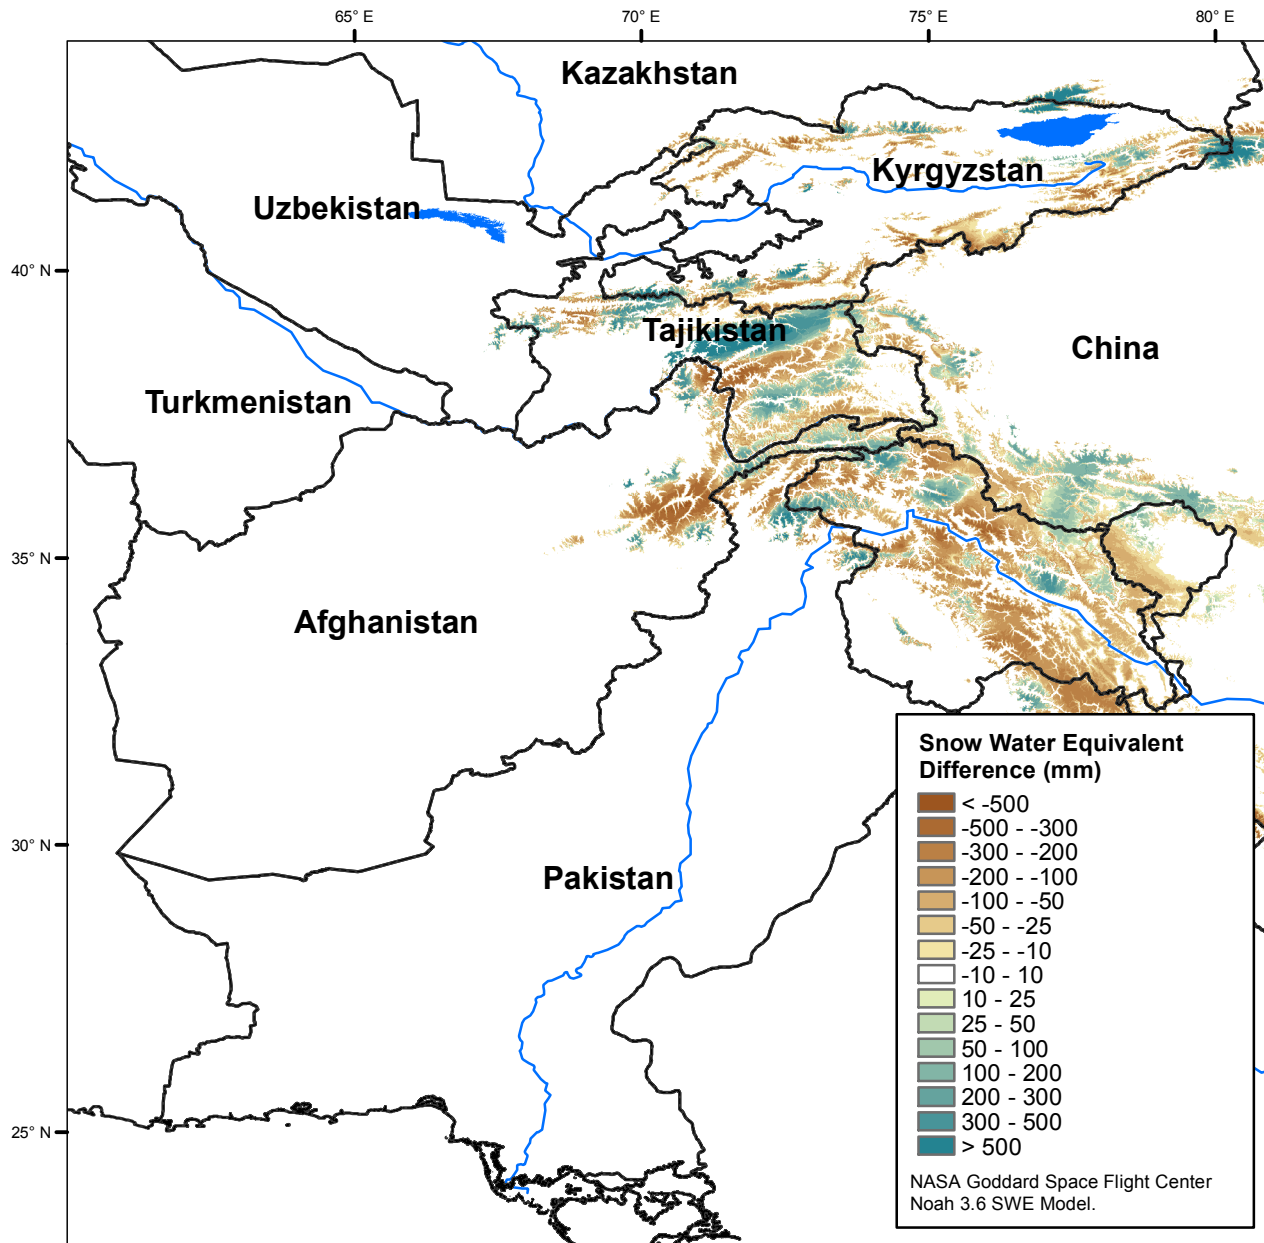 65° E
70° E
75° E
80° E
Kazakhstan
Kyrgyzstan
Uzbekistan
40° N
Tajikistan
China
Turkmenistan
35° N
Afghanistan
Snow Water Equivalent
Difference (mm)
< -500
-500 - -300
-300 - -200
-200 - -100
-100 - -50
-50 - -25
-25 - -10
-10 - 10
10 - 25
25 - 50
50 - 100
100 - 200
200 - 300
300 - 500
> 500
NASA Goddard Space Flight Center
Noah 3.6 SWE Model.
30° N
Pakistan
25° N